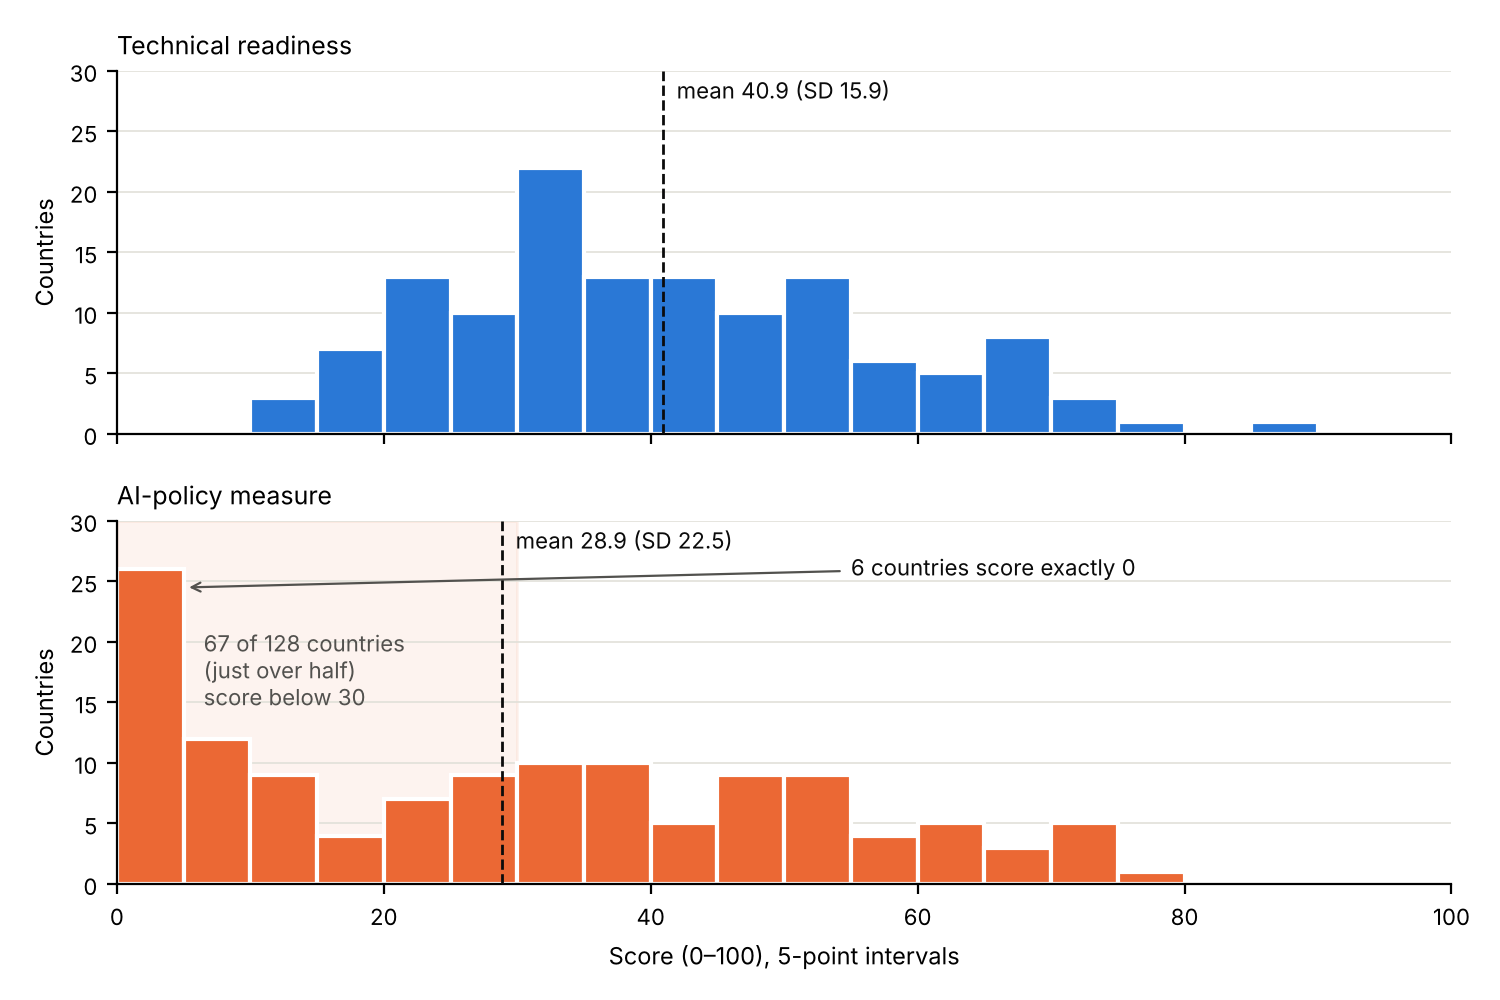 Technical readiness
30
25
20
15
10
5
0
Countries
mean 40.9 (SD 15.9)
AI-policy measure
30
25
20
15
10
5
0
Countries
mean 28.9 (SD 22.5)
6 countries score exactly 0
67 of 128 countries
(just over half)
score below 30
0 20 40 60 80 100
Score (0–100), 5-point intervals